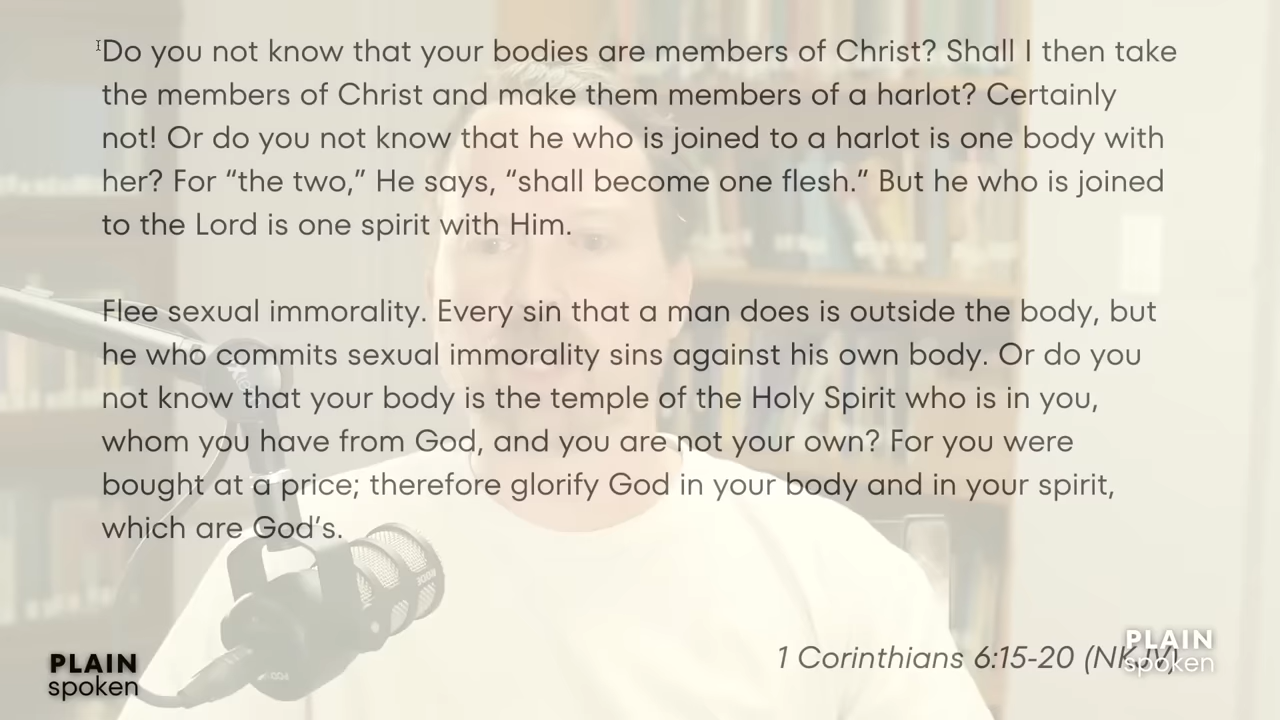 Do you not know that your bodies are members of Christ? Shall I then take
the members of Christ and make them members of a harlot? Certainly
not! Or do you not know that he who is joined to a harlot is one body with
her? For “the two,” He says, “shall become one flesh.” But he who is joined
to the Lord is one spirit with Him.
Flee sexual immorality. Every sin that a man does is outside the body, but
he who commits sexual immorality sins against his own body. Or do you
not know that your body is the temple of the Holy Spirit who is in you,
whom you have from God, and you are not your own? For you were
bought at a price; therefore glorify God in your body and in your spirit,
which are God’s.
1 Corinthians 6:15-20 (NKJV)
PLAIN
spoken
PLAIN
spoken